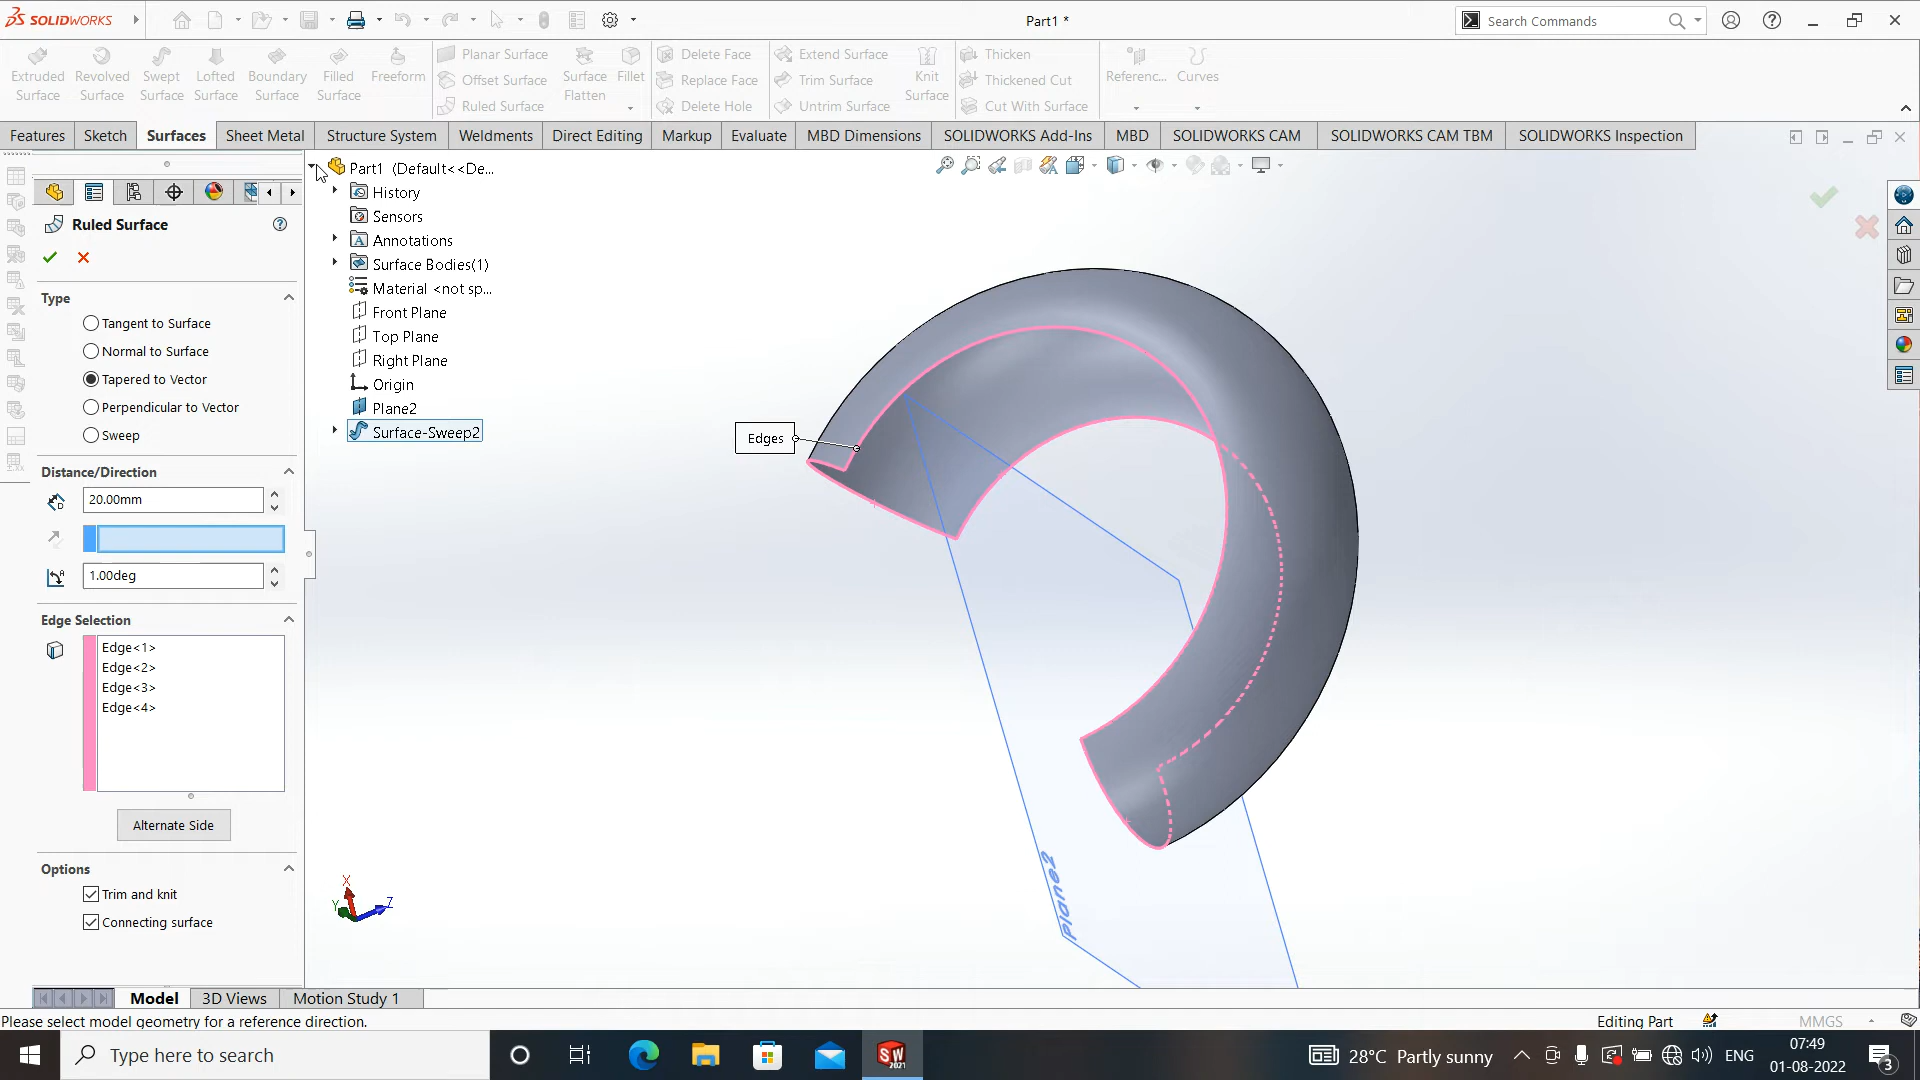 SOLIDWORKS
Part1 *
Search Commands
Extruded Surface
Revolved Surface
Swept Surface
Lofted Surface
Boundary Surface
Filled Surface
Freeform
Planar Surface
Offset Surface
Ruled Surface
Surface Flatten
Fillet
Delete Face
Replace Face
Delete Hole
Extend Surface
Trim Surface
Untrim Surface
Knit Surface
Thicken
Thickened Cut
Cut With Surface
Referenc...
Curves
Features
Sketch
Surfaces
Sheet Metal
Structure System
Weldments
Direct Editing
Markup
Evaluate
MBD Dimensions
SOLIDWORKS Add-Ins
MBD
SOLIDWORKS CAM
SOLIDWORKS CAM TBM
SOLIDWORKS Inspection
Ruled Surface
Type
Tangent to Surface
Normal to Surface
Tapered to Vector
Perpendicular to Vector
Sweep
Distance/Direction
20.00mm
1.00deg
Edge Selection
Edge<1>
Edge<2>
Edge<3>
Edge<4>
Alternate Side
Options
Trim and knit
Connecting surface
Part1 (Default<<De...
History
Sensors
Annotations
Surface Bodies(1)
Material <not sp...
Front Plane
Top Plane
Right Plane
Origin
Plane2
Surface-Sweep2
Edges
Plane2
X
Y
Z
Model
3D Views
Motion Study 1
Please select model geometry for a reference direction.
Editing Part
MMGS
Type here to search
SW
2021
28°C Partly sunny
ENG
07:49
01-08-2022
3